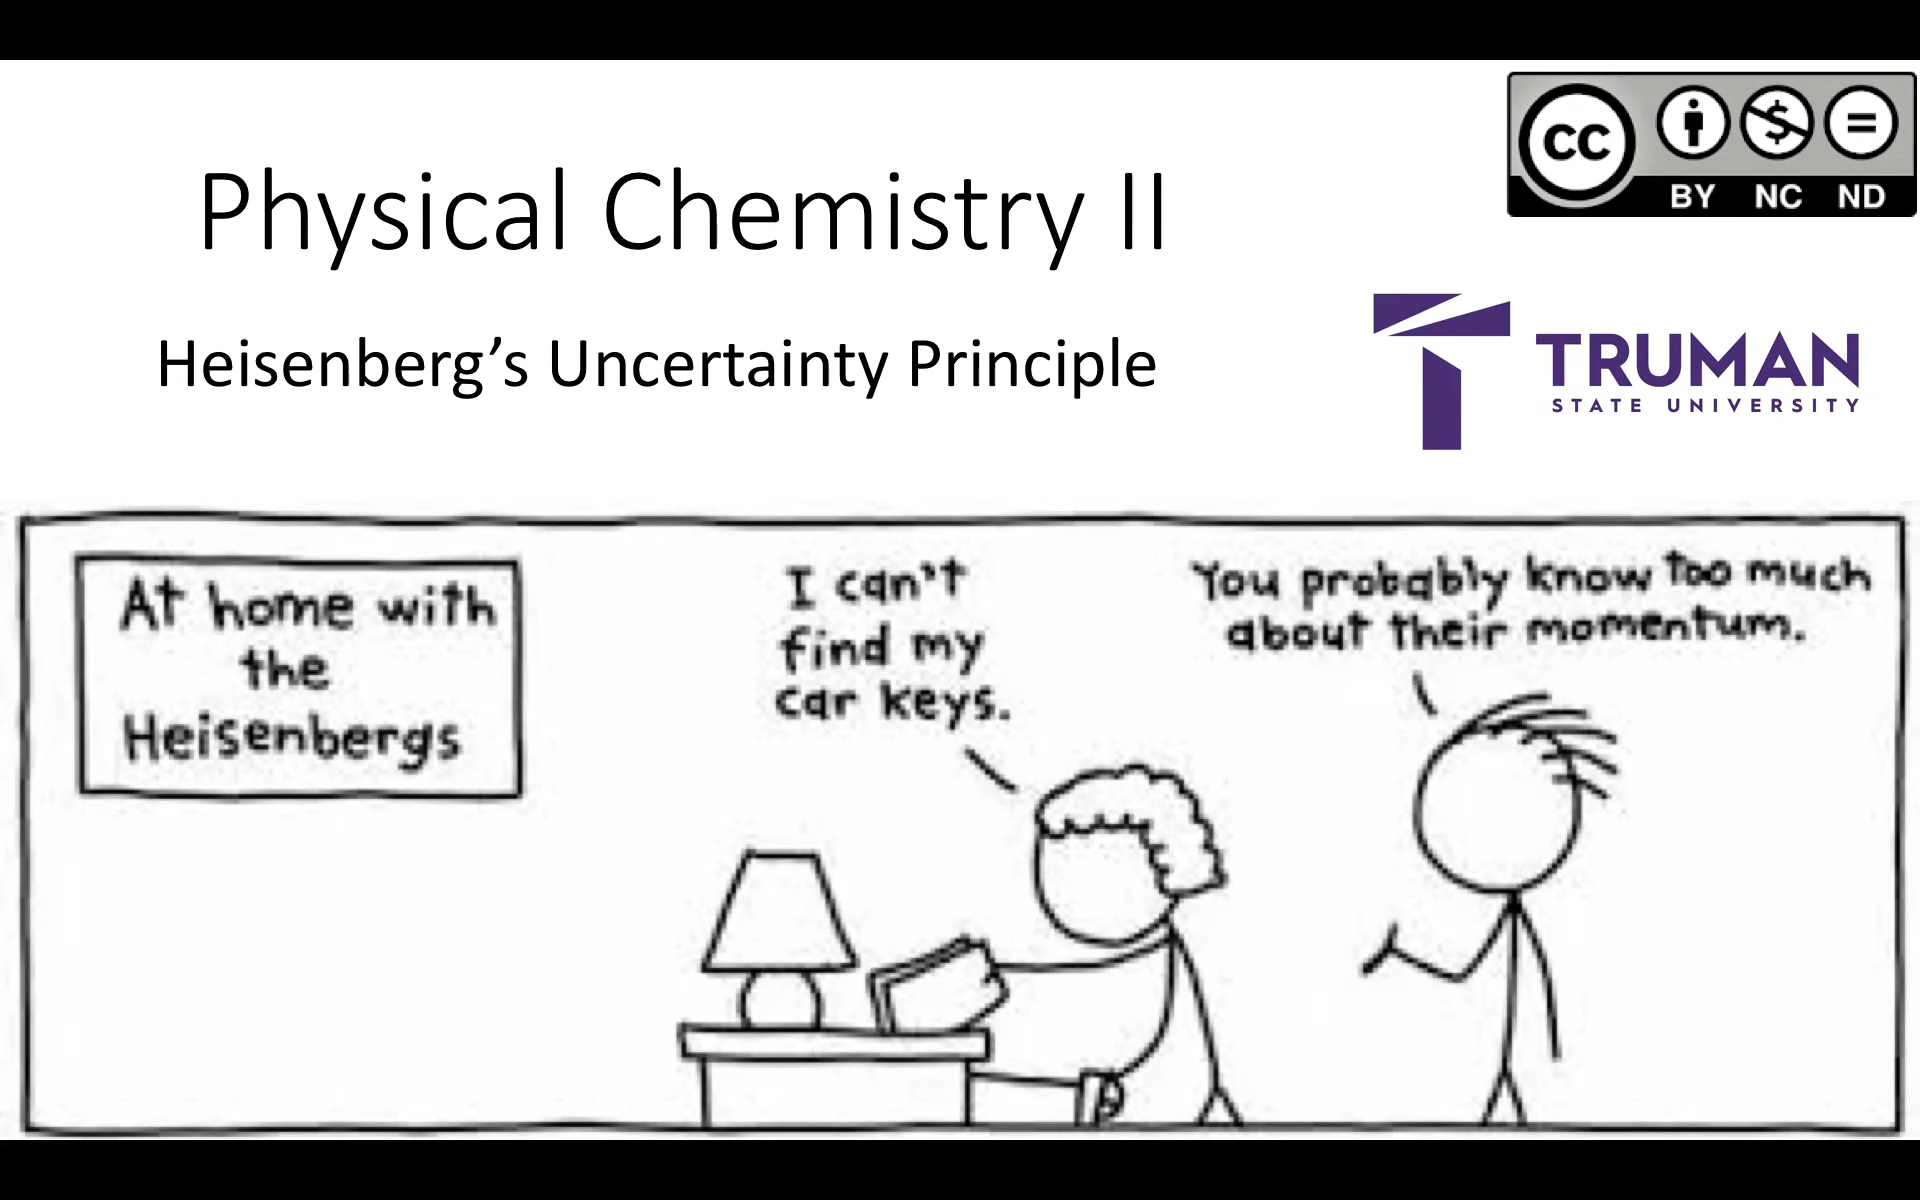 Physical Chemistry II
Heisenberg's Uncertainty Principle
CC
BY NC ND
TRUMAN
STATE UNIVERSITY
At home with
the
Heisenbergs
I can't
find my
car keys.
You probably know too much
about their momentum.